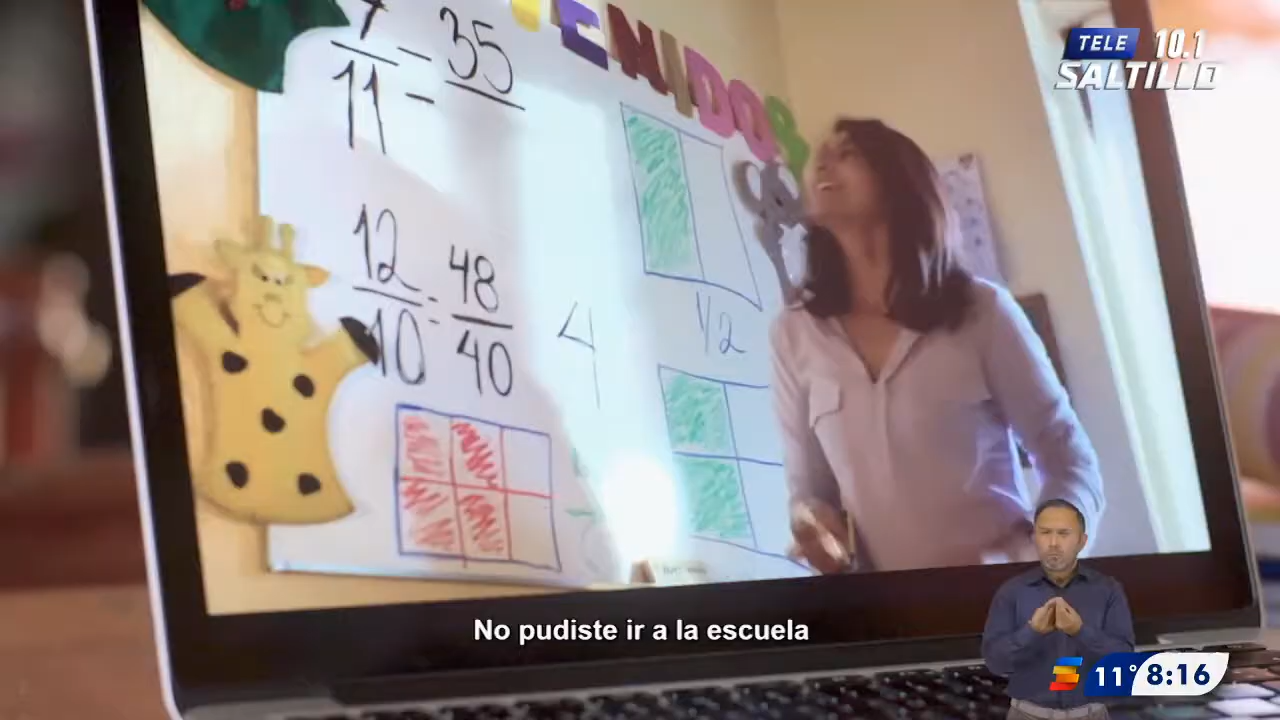 7/11 = 35/
ENIDOS
TELE 10.1
SALTILLO
12/10 = 48/40
4
1/2
No pudiste ir a la escuela
11° 8:16